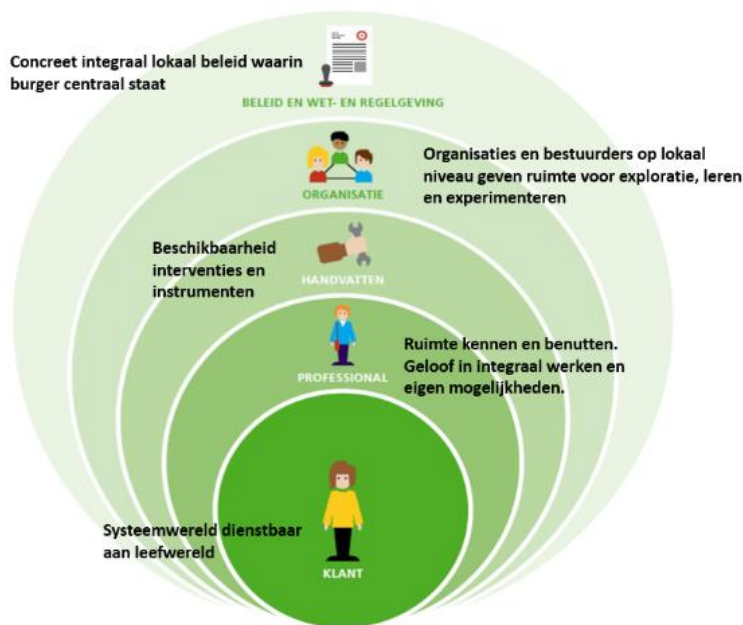 Concreet integraal lokaal beleid waarin
burger centraal staat
BELEID EN WET- EN REGELGEVING
Organisaties en bestuurders op lokaal
niveau geven ruimte voor exploratie, leren
en experimenteren
ORGANISATIE
Beschikbaarheid
interventies en
instrumenten
HANDVATTEN
Ruimte kennen en benutten.
Geloof in integraal werken en
eigen mogelijkheden.
PROFESSIONAL
Systeemwereld dienstbaar
aan leefwereld
KLANT